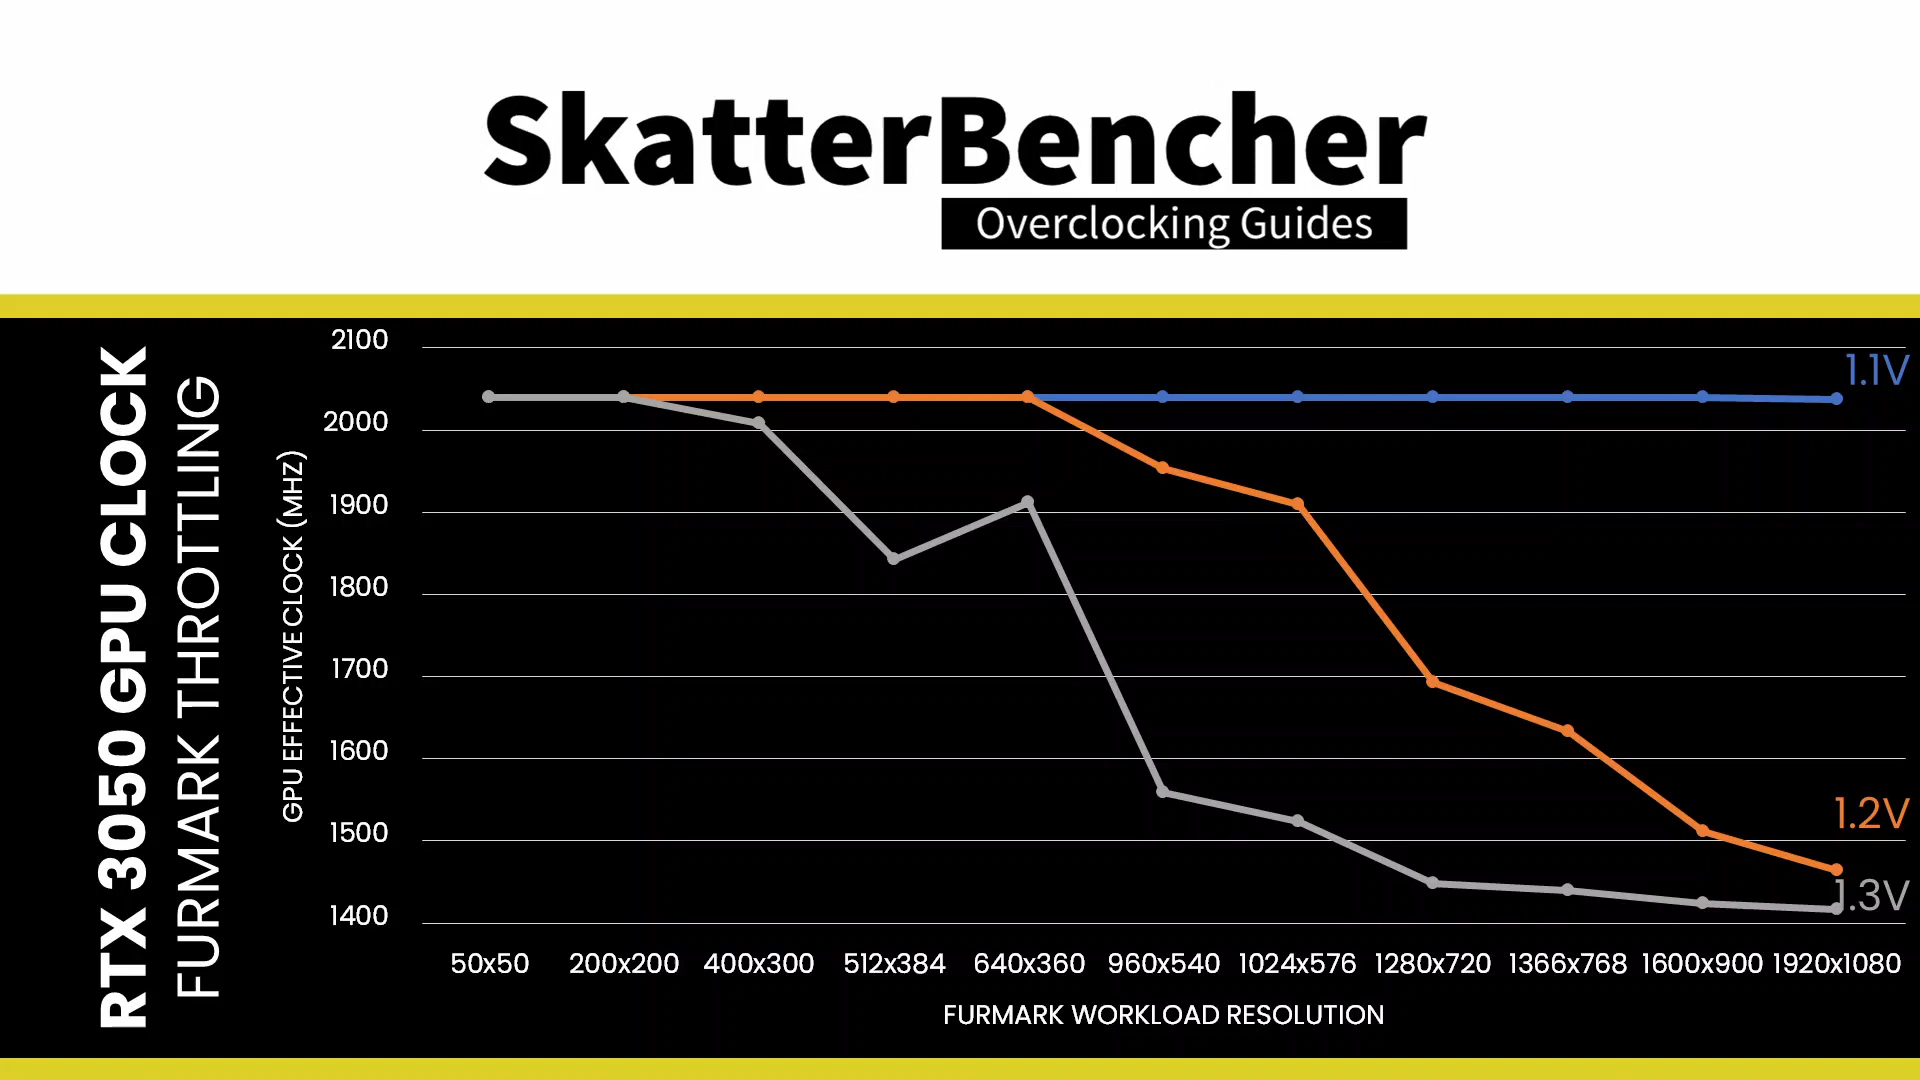 SkatterBencher
Overclocking Guides
RTX 3050 GPU CLOCK
FURMARK THROTTLING
GPU EFFECTIVE CLOCK (MHZ)
2100
2000
1900
1800
1700
1600
1500
1400
1.1V
1.2V
1.3V
50x50 200x200 400x300 512x384 640x360 960x540 1024x576 1280x720 1366x768 1600x900 1920x1080
FURMARK WORKLOAD RESOLUTION